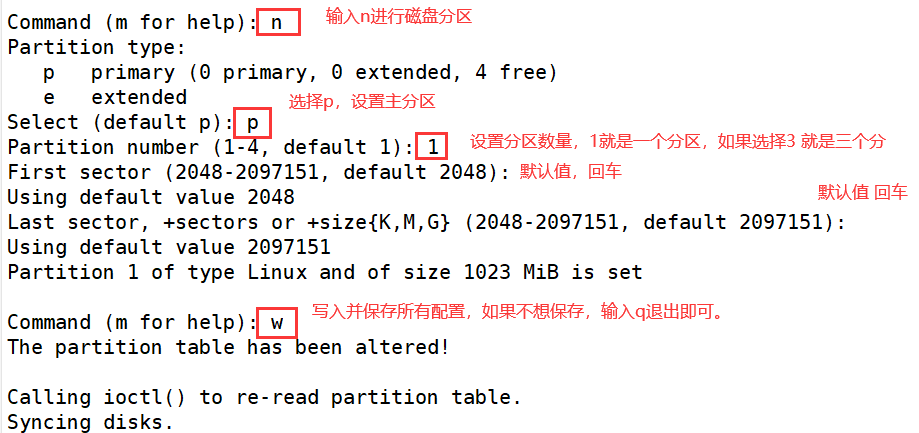 Command (m for help): n 输入n进行磁盘分区
Partition type:
p primary (0 primary, 0 extended, 4 free)
e extended
选择p，设置主分区
Select (default p): p
Partition number (1-4, default 1): 1 设置分区数量，1就是一个分区，如果选择3 就是三个分
First sector (2048-2097151, default 2048): 默认值，回车
Using default value 2048 默认值 回车
Last sector, +sectors or +size{K,M,G} (2048-2097151, default 2097151):
Using default value 2097151
Partition 1 of type Linux and of size 1023 MiB is set
Command (m for help): w 写入并保存所有配置，如果不想保存，输入q退出即可。
The partition table has been altered!
Calling ioctl() to re-read partition table.
Syncing disks.